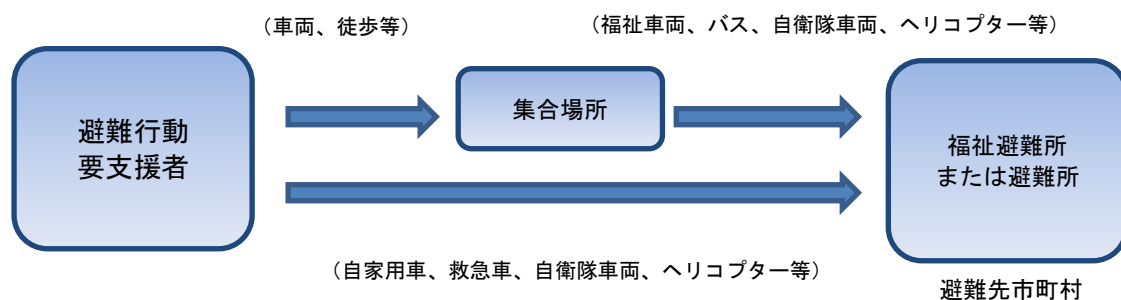 (車両、徒歩等)
(福祉車両、バス、自衛隊車両、ヘリコプター等)
避難行動
要支援者
集合場所
福祉避難所
または避難所
(自家用車、救急車、自衛隊車両、ヘリコプター等)
避難先市町村